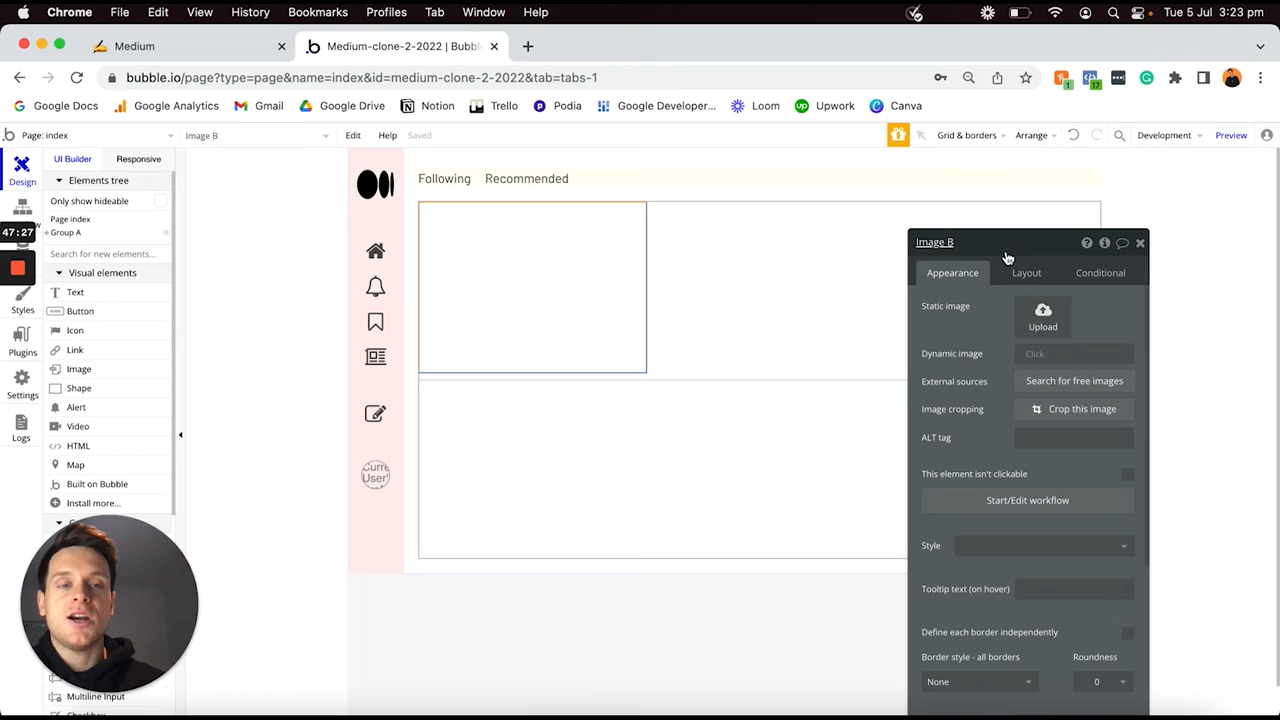 Chrome File Edit View History Bookmarks Profiles Tab Window Help Tue 5 Jul 3:23 pm
Medium
Medium-clone-2-2022 | Bubbl
bubble.io/page?type=page&name=index&id=medium-clone-2-2022&tab=tabs-1
1
17
Google Docs Google Analytics Gmail Google Drive Notion Trello Podia Google Developer... Loom Upwork Canva
Page: index Image B Edit Help Saved Grid & borders Arrange Development Preview
UI Builder Responsive
Design
47:27
Styles
Plugins
Settings
Logs
Elements tree
Only show hideable
Page index
Group A
Search for new elements...
Visual elements
Text
CLICK
Button
Icon
Link
Image
Shape
Alert
Video
HTML
Map
Built on Bubble
Install more...
Multiline Input
Following Recommended
Curre
User'
Image B
Appearance Layout Conditional
Static image Upload
Dynamic image Click
External sources Search for free images
Image cropping Crop this image
ALT tag
This element isn't clickable
Start/Edit workflow
Style
Tooltip text (on hover)
Define each border independently
Border style - all borders Roundness
None 0